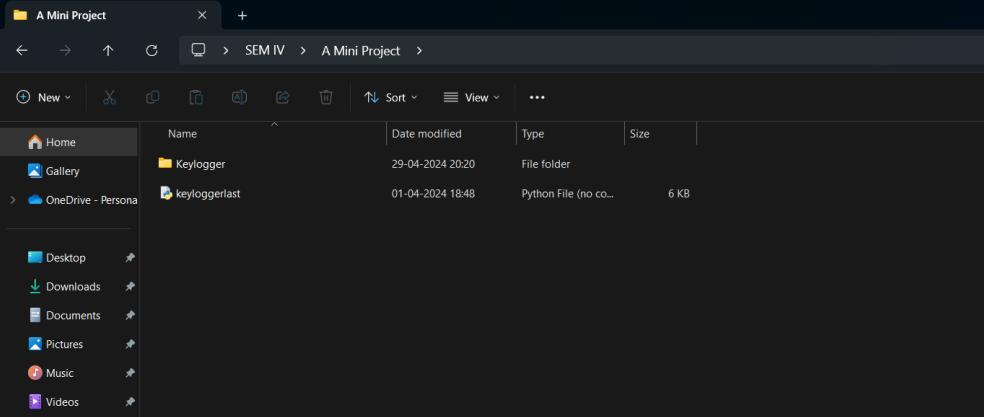 A Mini Project
SEM IV A Mini Project
New Sort View
Name Date modified Type Size
Home
Gallery
OneDrive - Persona
Desktop
Downloads
Documents
Pictures
Music
Videos
Keylogger 29-04-2024 20:20 File folder
keyloggerlast 01-04-2024 18:48 Python File (no co... 6 KB